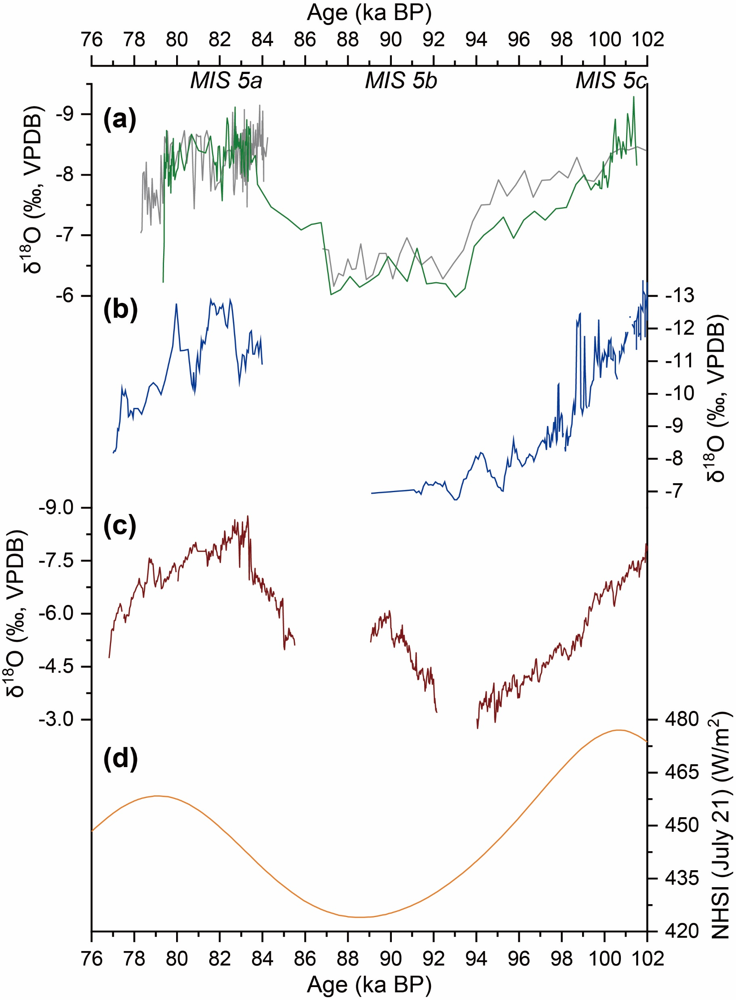 Age (ka BP)
76 78 80 82 84 86 88 90 92 94 96 98 100 102
MIS 5a MIS 5b MIS 5c
(a)
δ¹⁸O (‰, VPDB)
-9
-8
-7
-6
(b)
-13
-12
-11
-10
-9
-8
-7
δ¹⁸O (‰, VPDB)
(c)
δ¹⁸O (‰, VPDB)
-9.0
-7.5
-6.0
-4.5
-3.0
(d)
480
465
450
435
420
NHSI (July 21) (W/m²)
76 78 80 82 84 86 88 90 92 94 96 98 100 102
Age (ka BP)